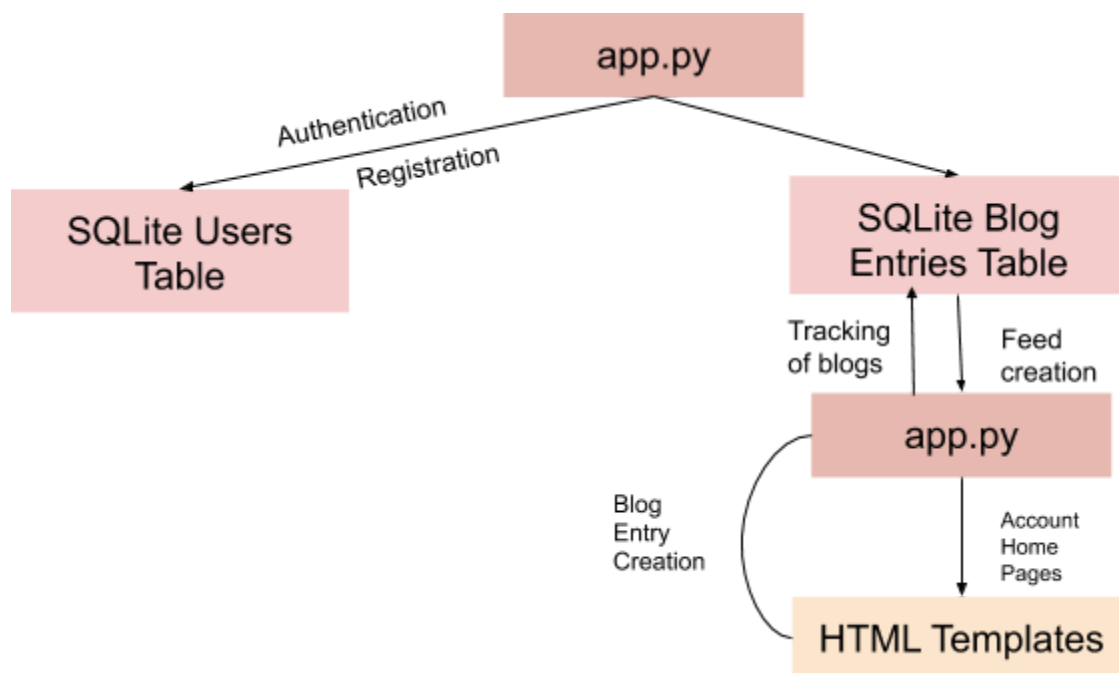 app.py
Authentication
Registration
SQLite Users
Table
SQLite Blog
Entries Table
Tracking
of blogs
Feed
creation
app.py
Blog
Entry
Creation
Account
Home
Pages
HTML Templates